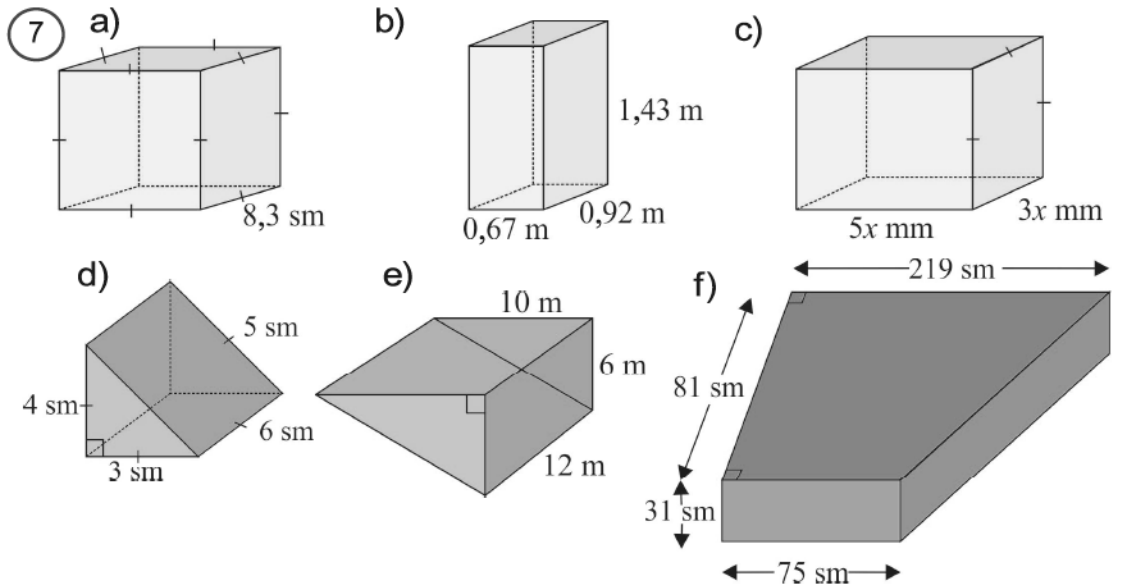 7
a)
8,3 sm
b)
1,43 m
0,92 m
0,67 m
c)
3x mm
5x mm
d)
5 sm
4 sm
6 sm
3 sm
e)
10 m
6 m
12 m
f)
219 sm
81 sm
31 sm
75 sm